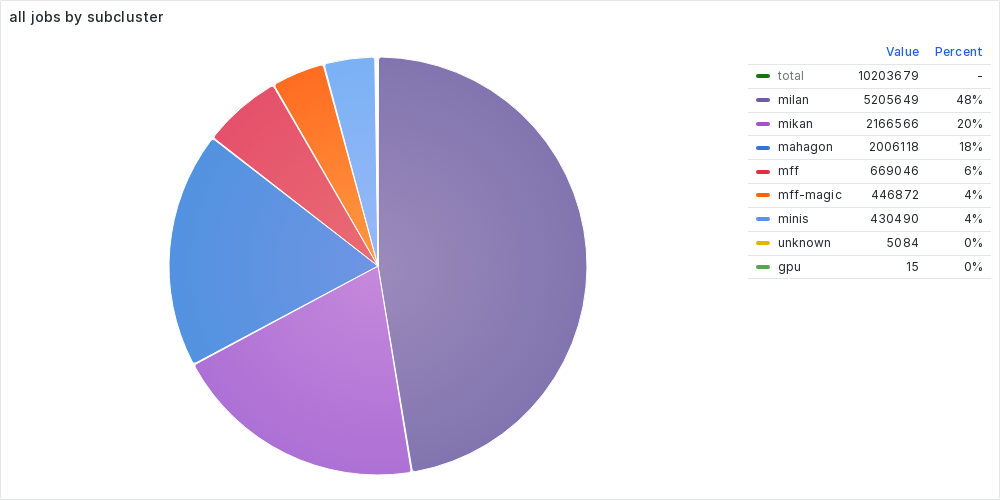 all jobs by subcluster
Value Percent
total 10203679 -
milan 5205649 48%
mikan 2166566 20%
mahagon 2006118 18%
mff 669046 6%
mff-magic 446872 4%
minis 430490 4%
unknown 5084 0%
gpu 15 0%